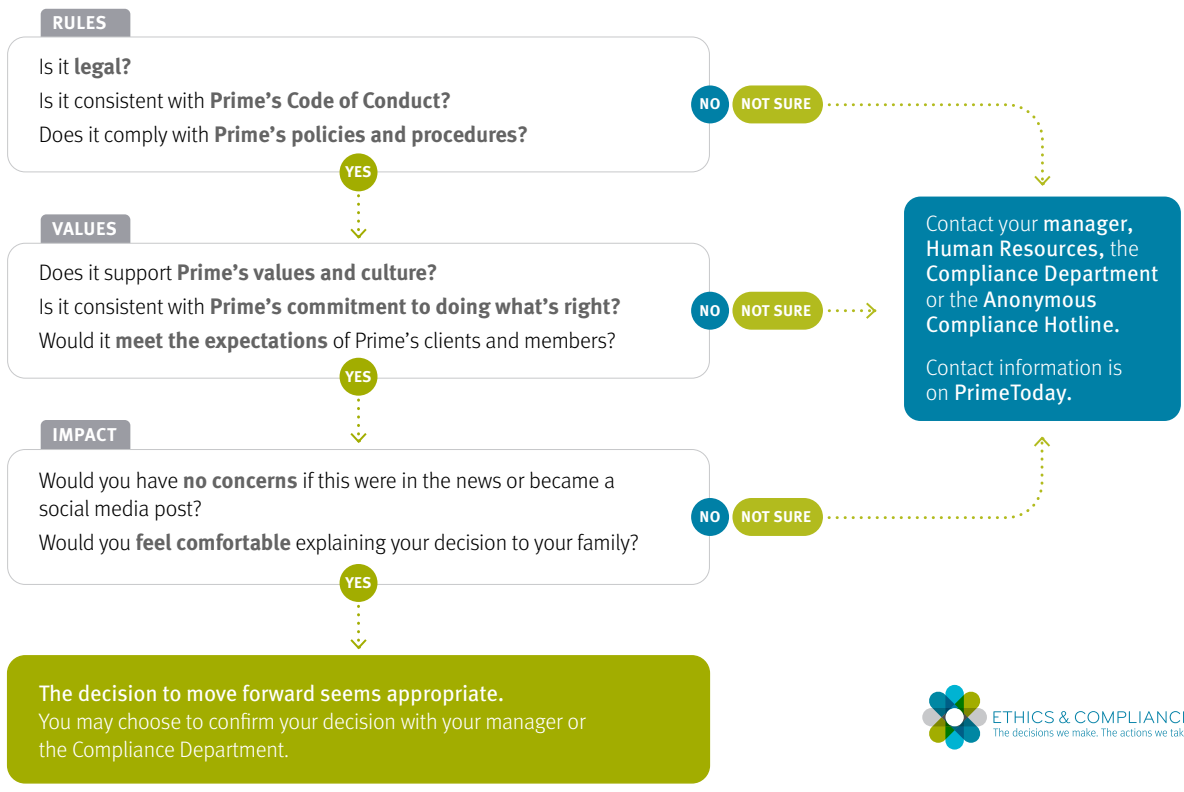 RULES
Is it legal?
Is it consistent with Prime's Code of Conduct?
Does it comply with Prime's policies and procedures?
NO
NOT SURE
YES
VALUES
Does it support Prime's values and culture?
Is it consistent with Prime's commitment to doing what's right?
Would it meet the expectations of Prime's clients and members?
NO
NOT SURE
YES
Contact your manager,
Human Resources, the
Compliance Department
or the Anonymous
Compliance Hotline.
Contact information is
on PrimeToday.
IMPACT
Would you have no concerns if this were in the news or became a
social media post?
Would you feel comfortable explaining your decision to your family?
NO
NOT SURE
YES
The decision to move forward seems appropriate.
You may choose to confirm your decision with your manager or
the Compliance Department.
ETHICS & COMPLIANC
The decisions we make. The actions we tak